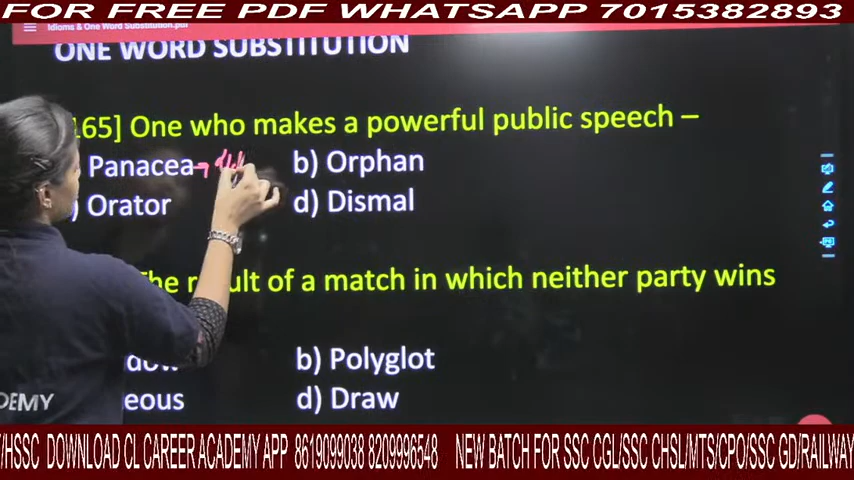 FOR FREE PDF WHATSAPP 7015382893
Idioms & One Word Substitution.pdf
ONE WORD SUBSTITUTION
165] One who makes a powerful public speech –
Panacea b) Orphan
) Orator d) Dismal
The result of a match in which neither party wins
dow b) Polyglot
eous d) Draw
DEMY
/HSSC DOWNLOAD CL CAREER ACADEMY APP 8619099038 8209996548 NEW BATCH FOR SSC CGL/SSC CHSL/MTS/CPO/SSC GD/RAILWAY